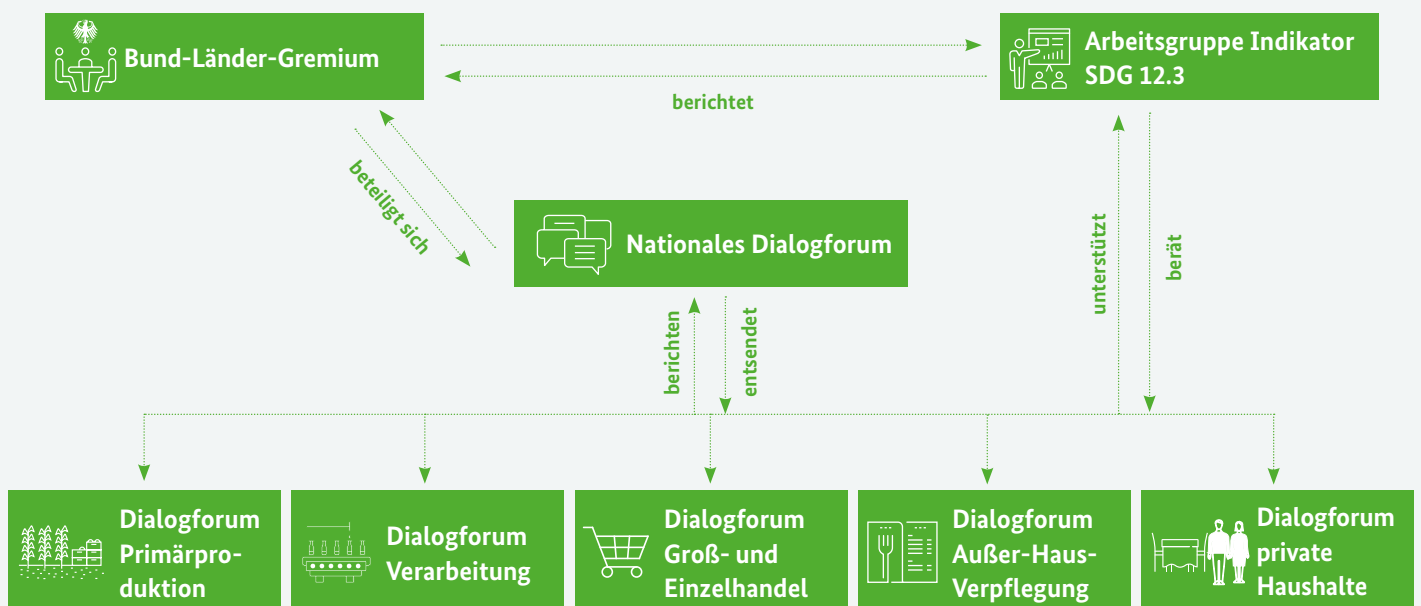 Bund-Länder-Gremium
Arbeitsgruppe Indikator
SDG 12.3
berichtet
beteiligt sich
Nationales Dialogforum
unterstützt
berät
berichten
entsendet
Dialogforum
Primärpro-
duktion
Dialogforum
Verarbeitung
Dialogforum
Groß- und
Einzelhandel
Dialogforum
Außer-Haus-
Verpflegung
Dialogforum
private
Haushalte